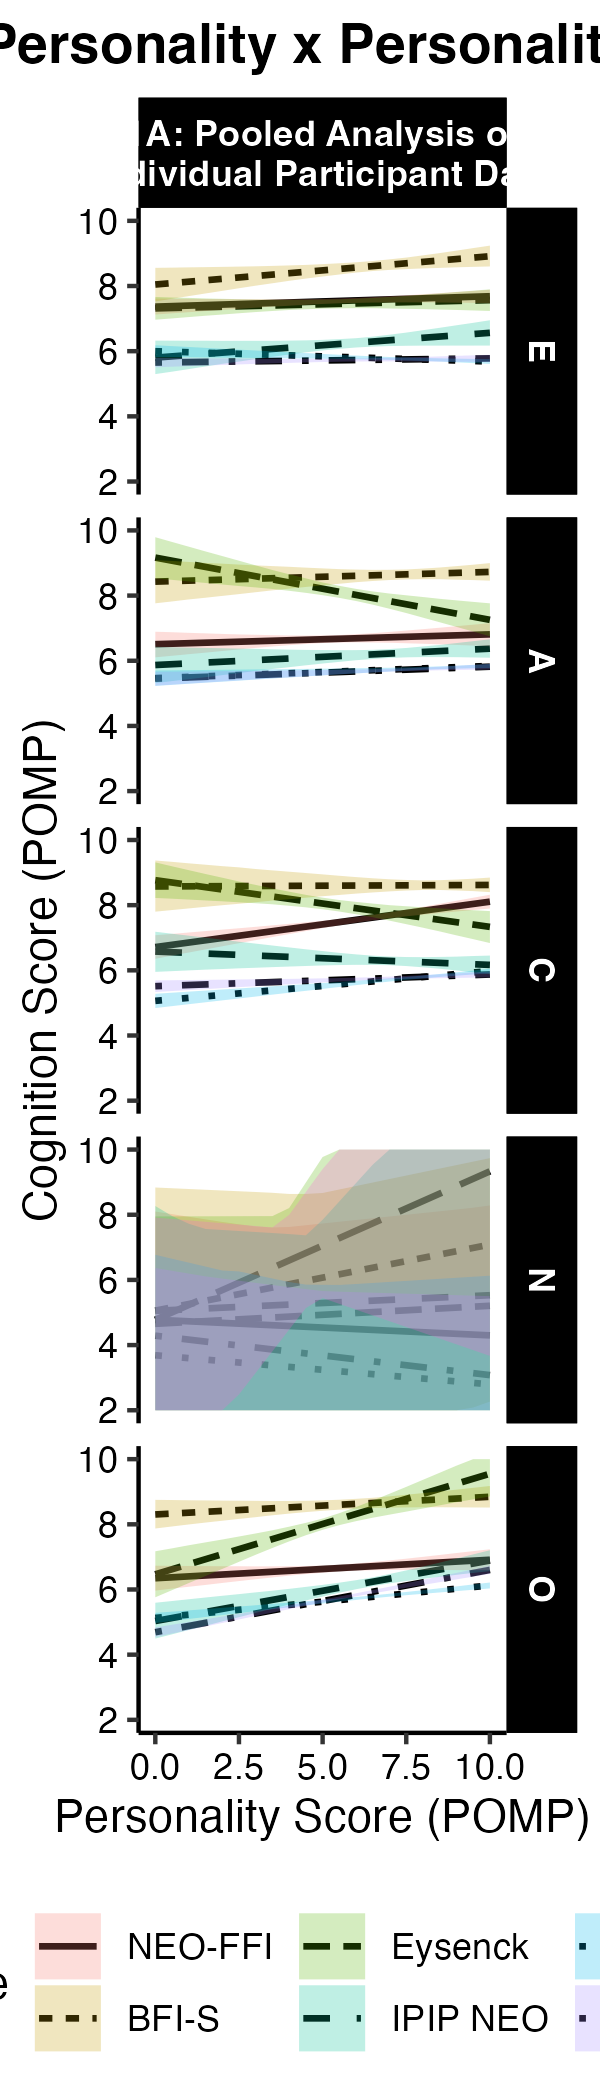 Personality x Personalit
1A: Pooled Analysis o
dividual Participant Da
Cognition Score (POMP)
10
8
6
4
2
E
10
8
6
4
2
A
10
8
6
4
2
C
10
8
6
4
2
N
10
8
6
4
2
O
0.0 2.5 5.0 7.5 10.0
Personality Score (POMP)
e
NEO-FFI
Eysenck
BFI-S
IPIP NEO